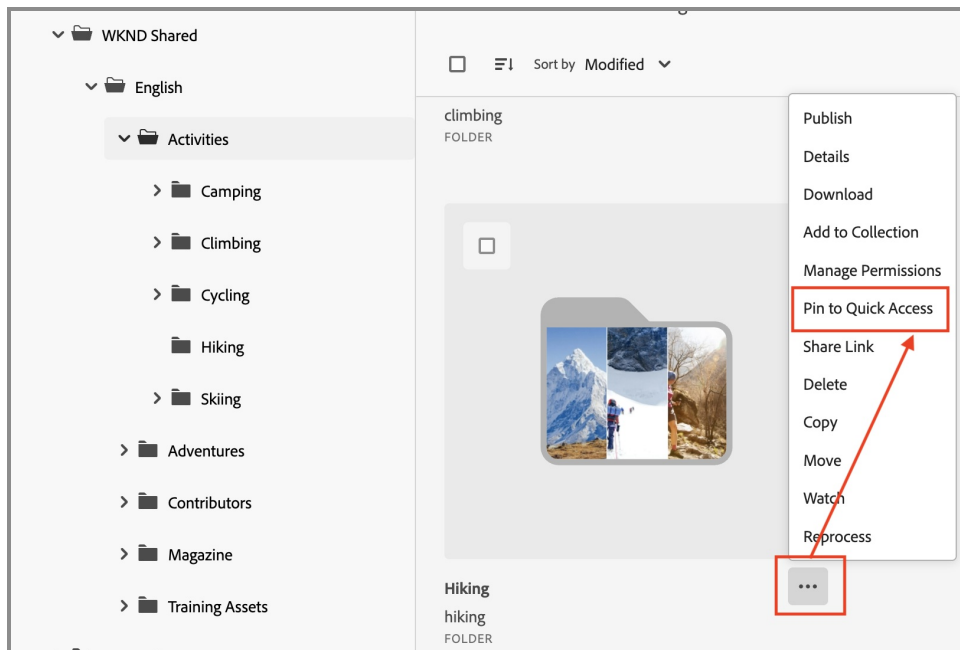 WKND Shared
English
Activities
Camping
Climbing
Cycling
Hiking
Skiing
Adventures
Contributors
Magazine
Training Assets
Sort by Modified
climbing
FOLDER
Hiking
hiking
FOLDER
Publish
Details
Download
Add to Collection
Manage Permissions
Pin to Quick Access
Share Link
Delete
Copy
Move
Watch
Reprocess